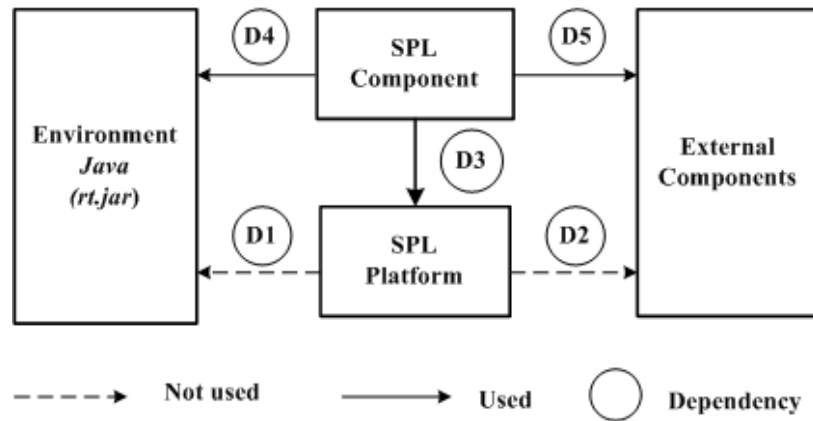 D4
SPL
Component
D5
Environment
Java
(rt.jar)
D3
External
Components
D1
SPL
Platform
D2
Not used
Used
Dependency